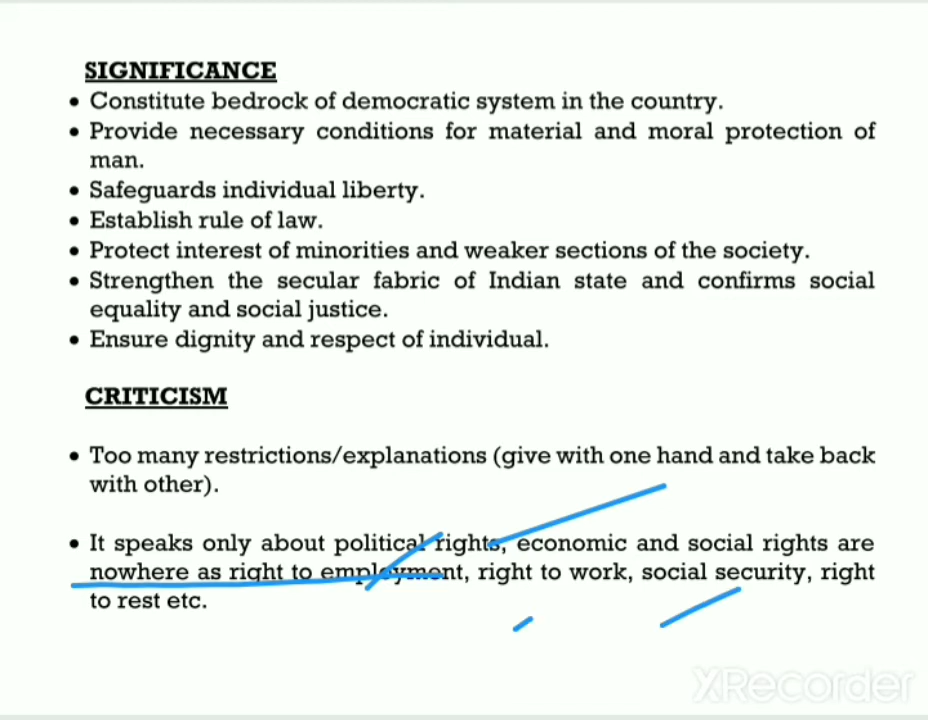 SIGNIFICANCE
• Constitute bedrock of democratic system in the country.
• Provide necessary conditions for material and moral protection of
man.
• Safeguards individual liberty.
• Establish rule of law.
• Protect interest of minorities and weaker sections of the society.
• Strengthen the secular fabric of Indian state and confirms social
equality and social justice.
• Ensure dignity and respect of individual.
CRITICISM
• Too many restrictions/explanations (give with one hand and take back
with other).
• It speaks only about political rights, economic and social rights are
nowhere as right to employment, right to work, social security, right
to rest etc.
XRecorder